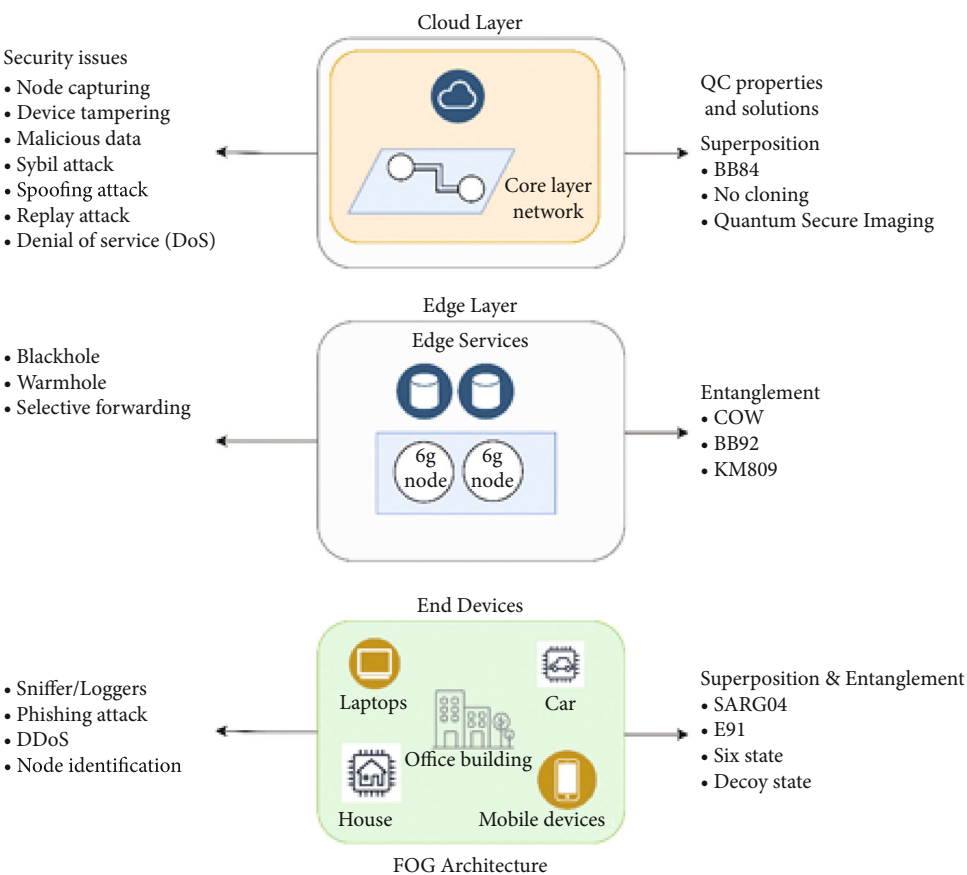 Cloud Layer
Security issues
• Node capturing
• Device tampering
• Malicious data
• Sybil attack
• Spoofing attack
• Replay attack
• Denial of service (DoS)
Core layer
network
QC properties
and solutions
Superposition
• BB84
• No cloning
• Quantum Secure Imaging
Edge Layer
Edge Services
• Blackhole
• Warmhole
• Selective forwarding
6g
node
6g
node
Entanglement
• COW
• BB92
• KM809
End Devices
• Sniffer/Loggers
• Phishing attack
• DDoS
• Node identification
Laptops
Car
Office building
House
Mobile devices
Superposition & Entanglement
• SARG04
• E91
• Six state
• Decoy state
FOG Architecture